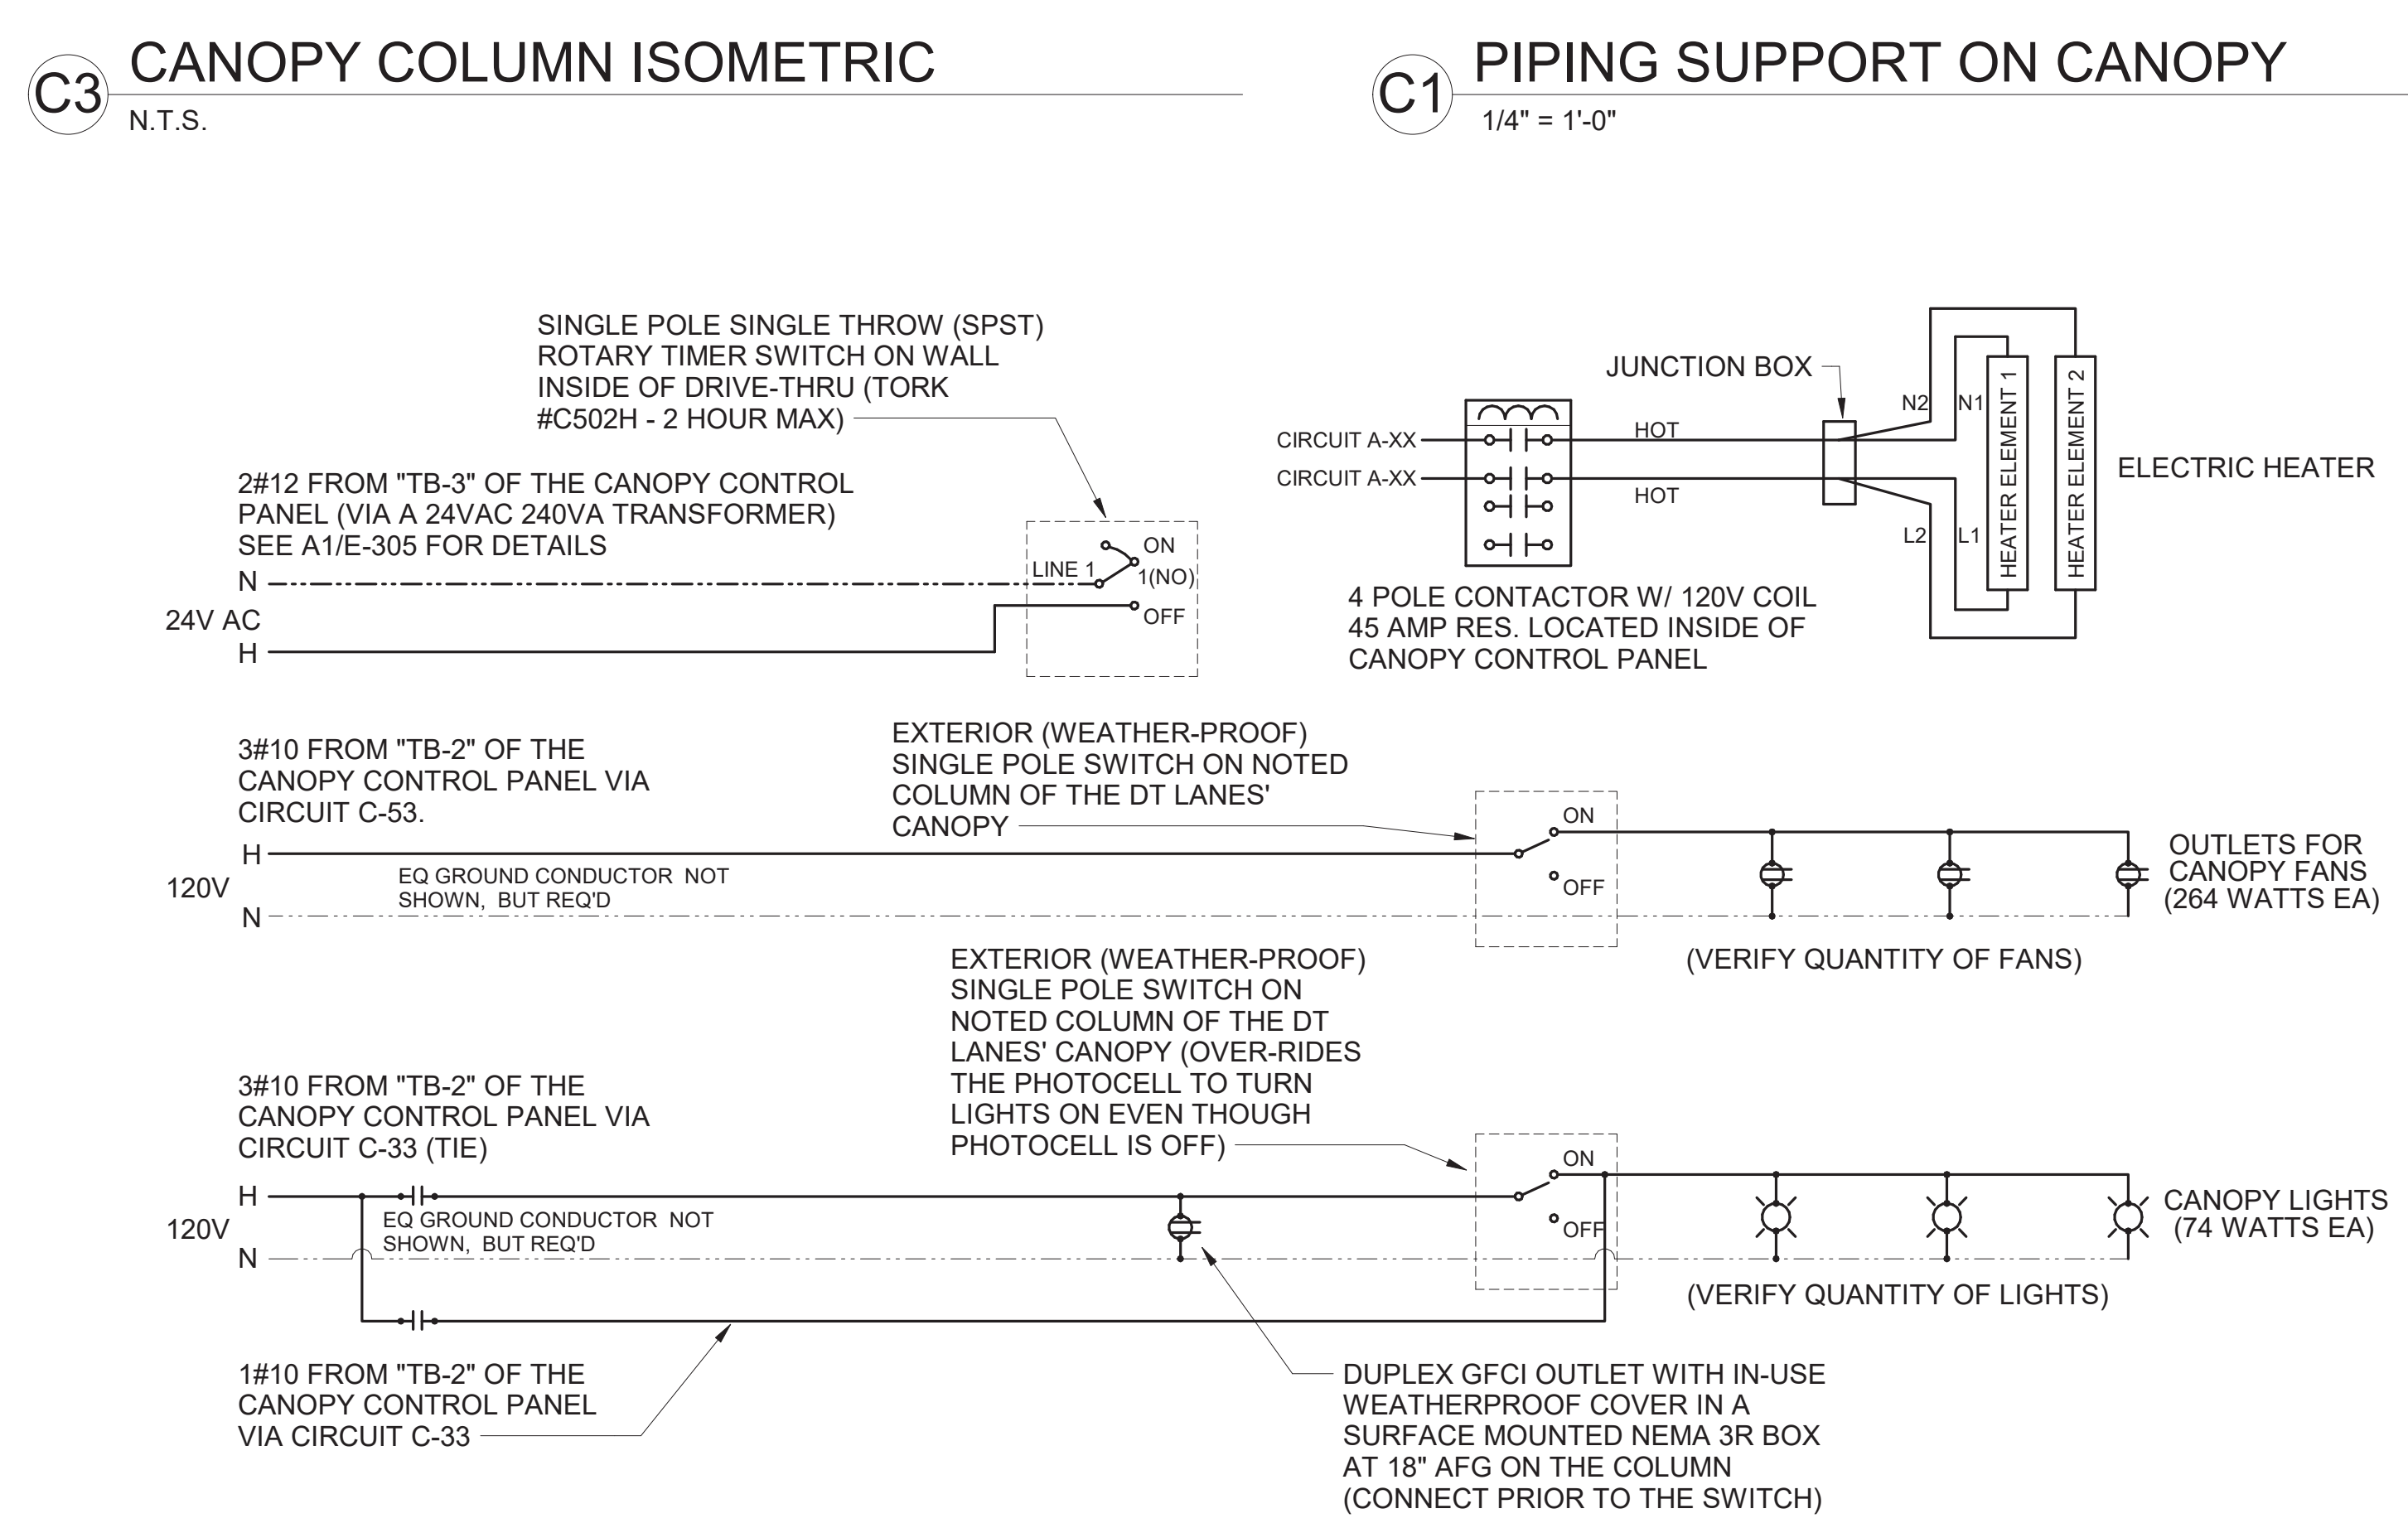 C3
CANOPY COLUMN ISOMETRIC
N.T.S.
C1
PIPING SUPPORT ON CANOPY
1/4" = 1'-0"
SINGLE POLE SINGLE THROW (SPST)
ROTARY TIMER SWITCH ON WALL
INSIDE OF DRIVE-THRU (TORK
#C502H - 2 HOUR MAX)
2#12 FROM "TB-3" OF THE CANOPY CONTROL
PANEL (VIA A 24VAC 240VA TRANSFORMER)
SEE A1/E-305 FOR DETAILS
N
24V AC
H
LINE 1
ON
1(NO)
OFF
JUNCTION BOX
CIRCUIT A-XX
CIRCUIT A-XX
HOT
HOT
N2
N1
L2
L1
HEATER ELEMENT 1
HEATER ELEMENT 2
ELECTRIC HEATER
4 POLE CONTACTOR W/ 120V COIL
45 AMP RES. LOCATED INSIDE OF
CANOPY CONTROL PANEL
3#10 FROM "TB-2" OF THE
CANOPY CONTROL PANEL VIA
CIRCUIT C-53.
H
120V
N
EQ GROUND CONDUCTOR NOT
SHOWN, BUT REQ'D
EXTERIOR (WEATHER-PROOF)
SINGLE POLE SWITCH ON NOTED
COLUMN OF THE DT LANES'
CANOPY
ON
OFF
OUTLETS FOR
CANOPY FANS
(264 WATTS EA)
(VERIFY QUANTITY OF FANS)
EXTERIOR (WEATHER-PROOF)
SINGLE POLE SWITCH ON
NOTED COLUMN OF THE DT
LANES' CANOPY (OVER-RIDES
THE PHOTOCELL TO TURN
LIGHTS ON EVEN THOUGH
PHOTOCELL IS OFF)
3#10 FROM "TB-2" OF THE
CANOPY CONTROL PANEL VIA
CIRCUIT C-33 (TIE)
H
120V
N
EQ GROUND CONDUCTOR NOT
SHOWN, BUT REQ'D
ON
OFF
CANOPY LIGHTS
(74 WATTS EA)
(VERIFY QUANTITY OF LIGHTS)
1#10 FROM "TB-2" OF THE
CANOPY CONTROL PANEL
VIA CIRCUIT C-33
DUPLEX GFCI OUTLET WITH IN-USE
WEATHERPROOF COVER IN A
SURFACE MOUNTED NEMA 3R BOX
AT 18" AFG ON THE COLUMN
(CONNECT PRIOR TO THE SWITCH)